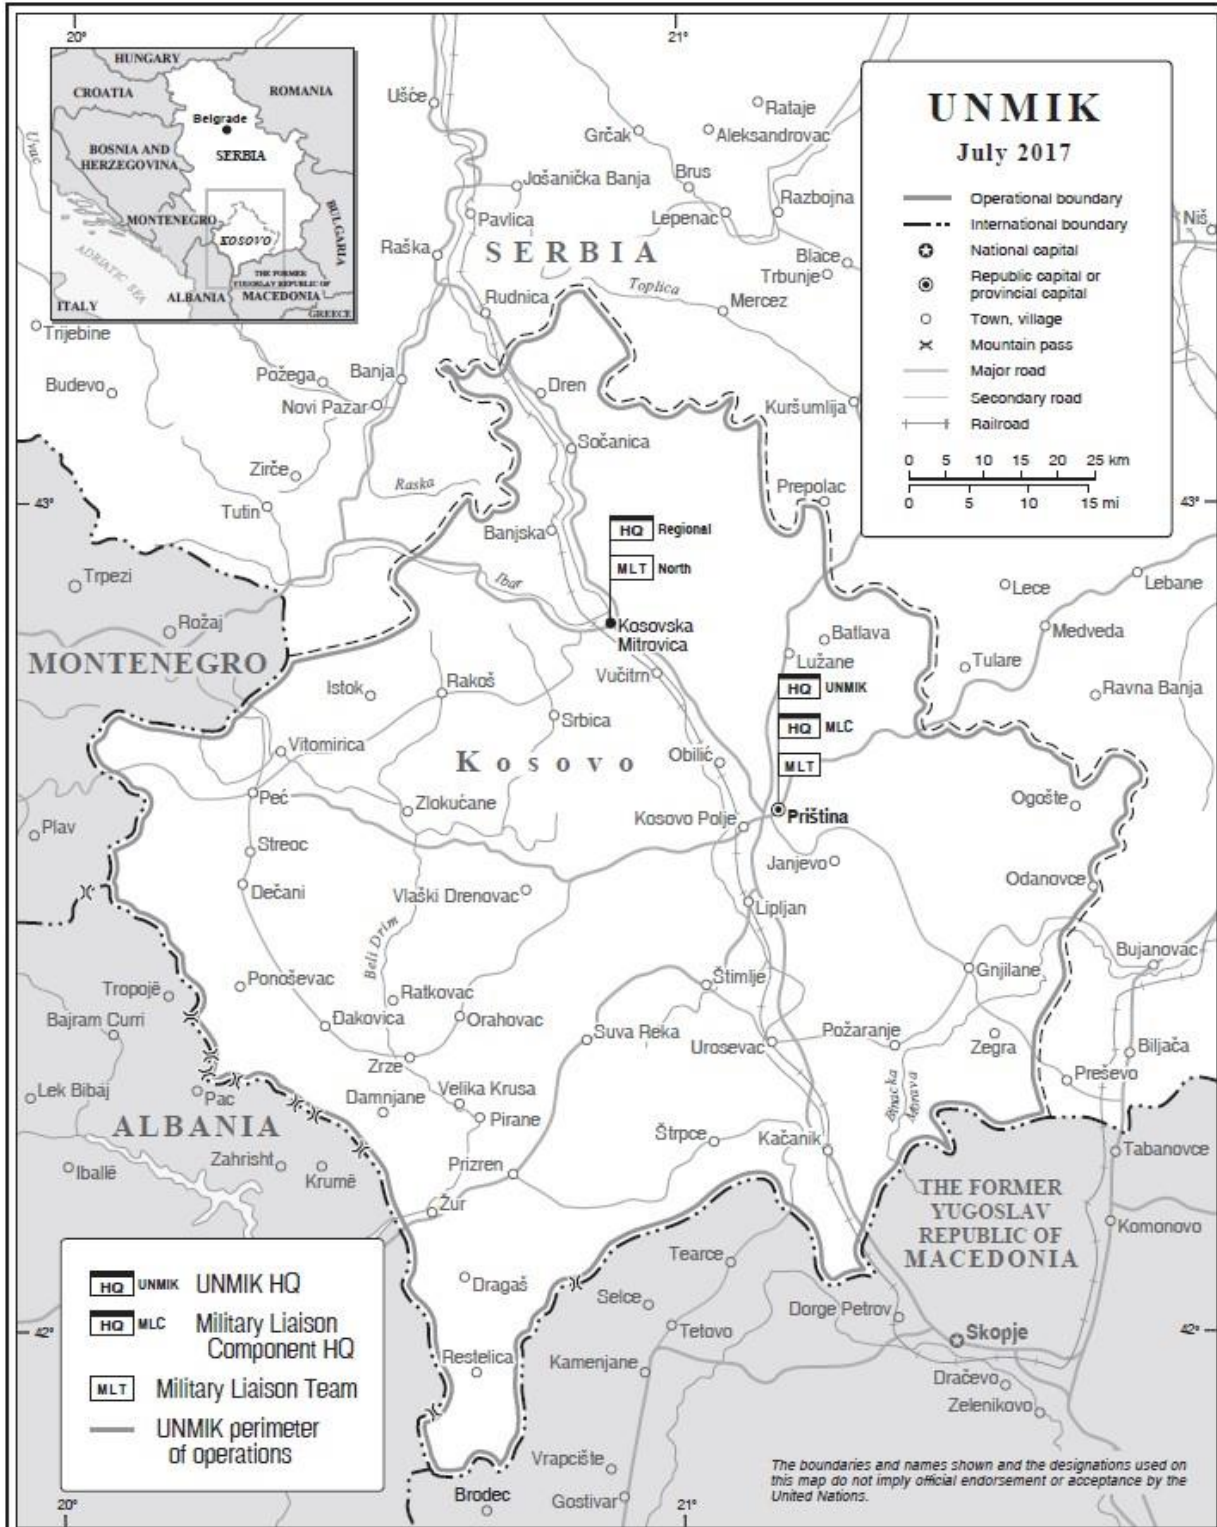 20°
21°
HUNGARY
CROATIA
ROMANIA
Belgrade
BOSNIA AND
HERZEGOVINA
SERBIA
MONTENEGRO
KOSOVO
BULGARIA
ADRIATIC SEA
THE FORMER
YUGOSLAV REPUBLIC OF
MACEDONIA
ALBANIA
ITALY
GREECE
UNMIK
July 2017
Operational boundary
International boundary
National capital
Republic capital or
provincial capital
Town, village
Mountain pass
Major road
Secondary road
Railroad
0 5 10 15 20 25 km
0 5 10 15 mi
Uvac
Ušće
Rataje
Grčak
Aleksandrovac
Jošanička Banja
Brus
Razbojna
Pavlica
Lepenac
Niš
Raška
SERBIA
Blace
Trbunje
Toplica
Rudnica
Mercez
Trijebine
Budevo
Požega
Banja
Dren
Novi Pazar
Kuršumlija
Sočanica
Zirče
Raska
Prepolac
43°
43°
Tutin
Banjska
HQ Regional
MLT North
Ibar
Trpezi
Lece
Lebane
Rožaj
Kosovska
Mitrovica
Batlava
Medveda
MONTENEGRO
Lužane
Tulare
Vučitrn
Istok
Rakoš
HQ UNMIK
Ravna Banja
Srbica
HQ MLC
Vitomirica
Kosovo
Obilić
MLT
Peć
Zlokućane
Ogošte
Kosovo Polje
Priština
Plav
Streoc
Janjevo
Dečani
Vlaški Drenovac
Odanovce
Lipljan
Beli Drim
Bujanovac
Gnjilane
Štimlje
Tropojë
Ponoševac
Ratkovac
Bajram Curri
Đakovica
Orahovac
Suva Reka
Požaranje
Urosevac
Zegra
Biljača
Zrze
Preševo
Lek Bibaj
Pac
Damnjane
Velika Krusa
Binacka
Morava
ALBANIA
Pirane
Štrpce
Kačanik
Tabanovce
Iballë
Zahrisht
Krumë
Prizren
Žur
THE FORMER
YUGOSLAV
REPUBLIC OF
MACEDONIA
Komonovo
Tearce
Dragaš
Selce
Dorge Petrov
42°
42°
Tetovo
Skopje
Restelica
Kamenjane
Dračevo
Zelenikovo
HQ UNMIK UNMIK HQ
HQ MLC Military Liaison
Component HQ
MLT Military Liaison Team
UNMIK perimeter
of operations
Vrapcište
Brodec
Gostivar
The boundaries and names shown and the designations used on
this map do not imply official endorsement or acceptance by the
United Nations.
20°
21°